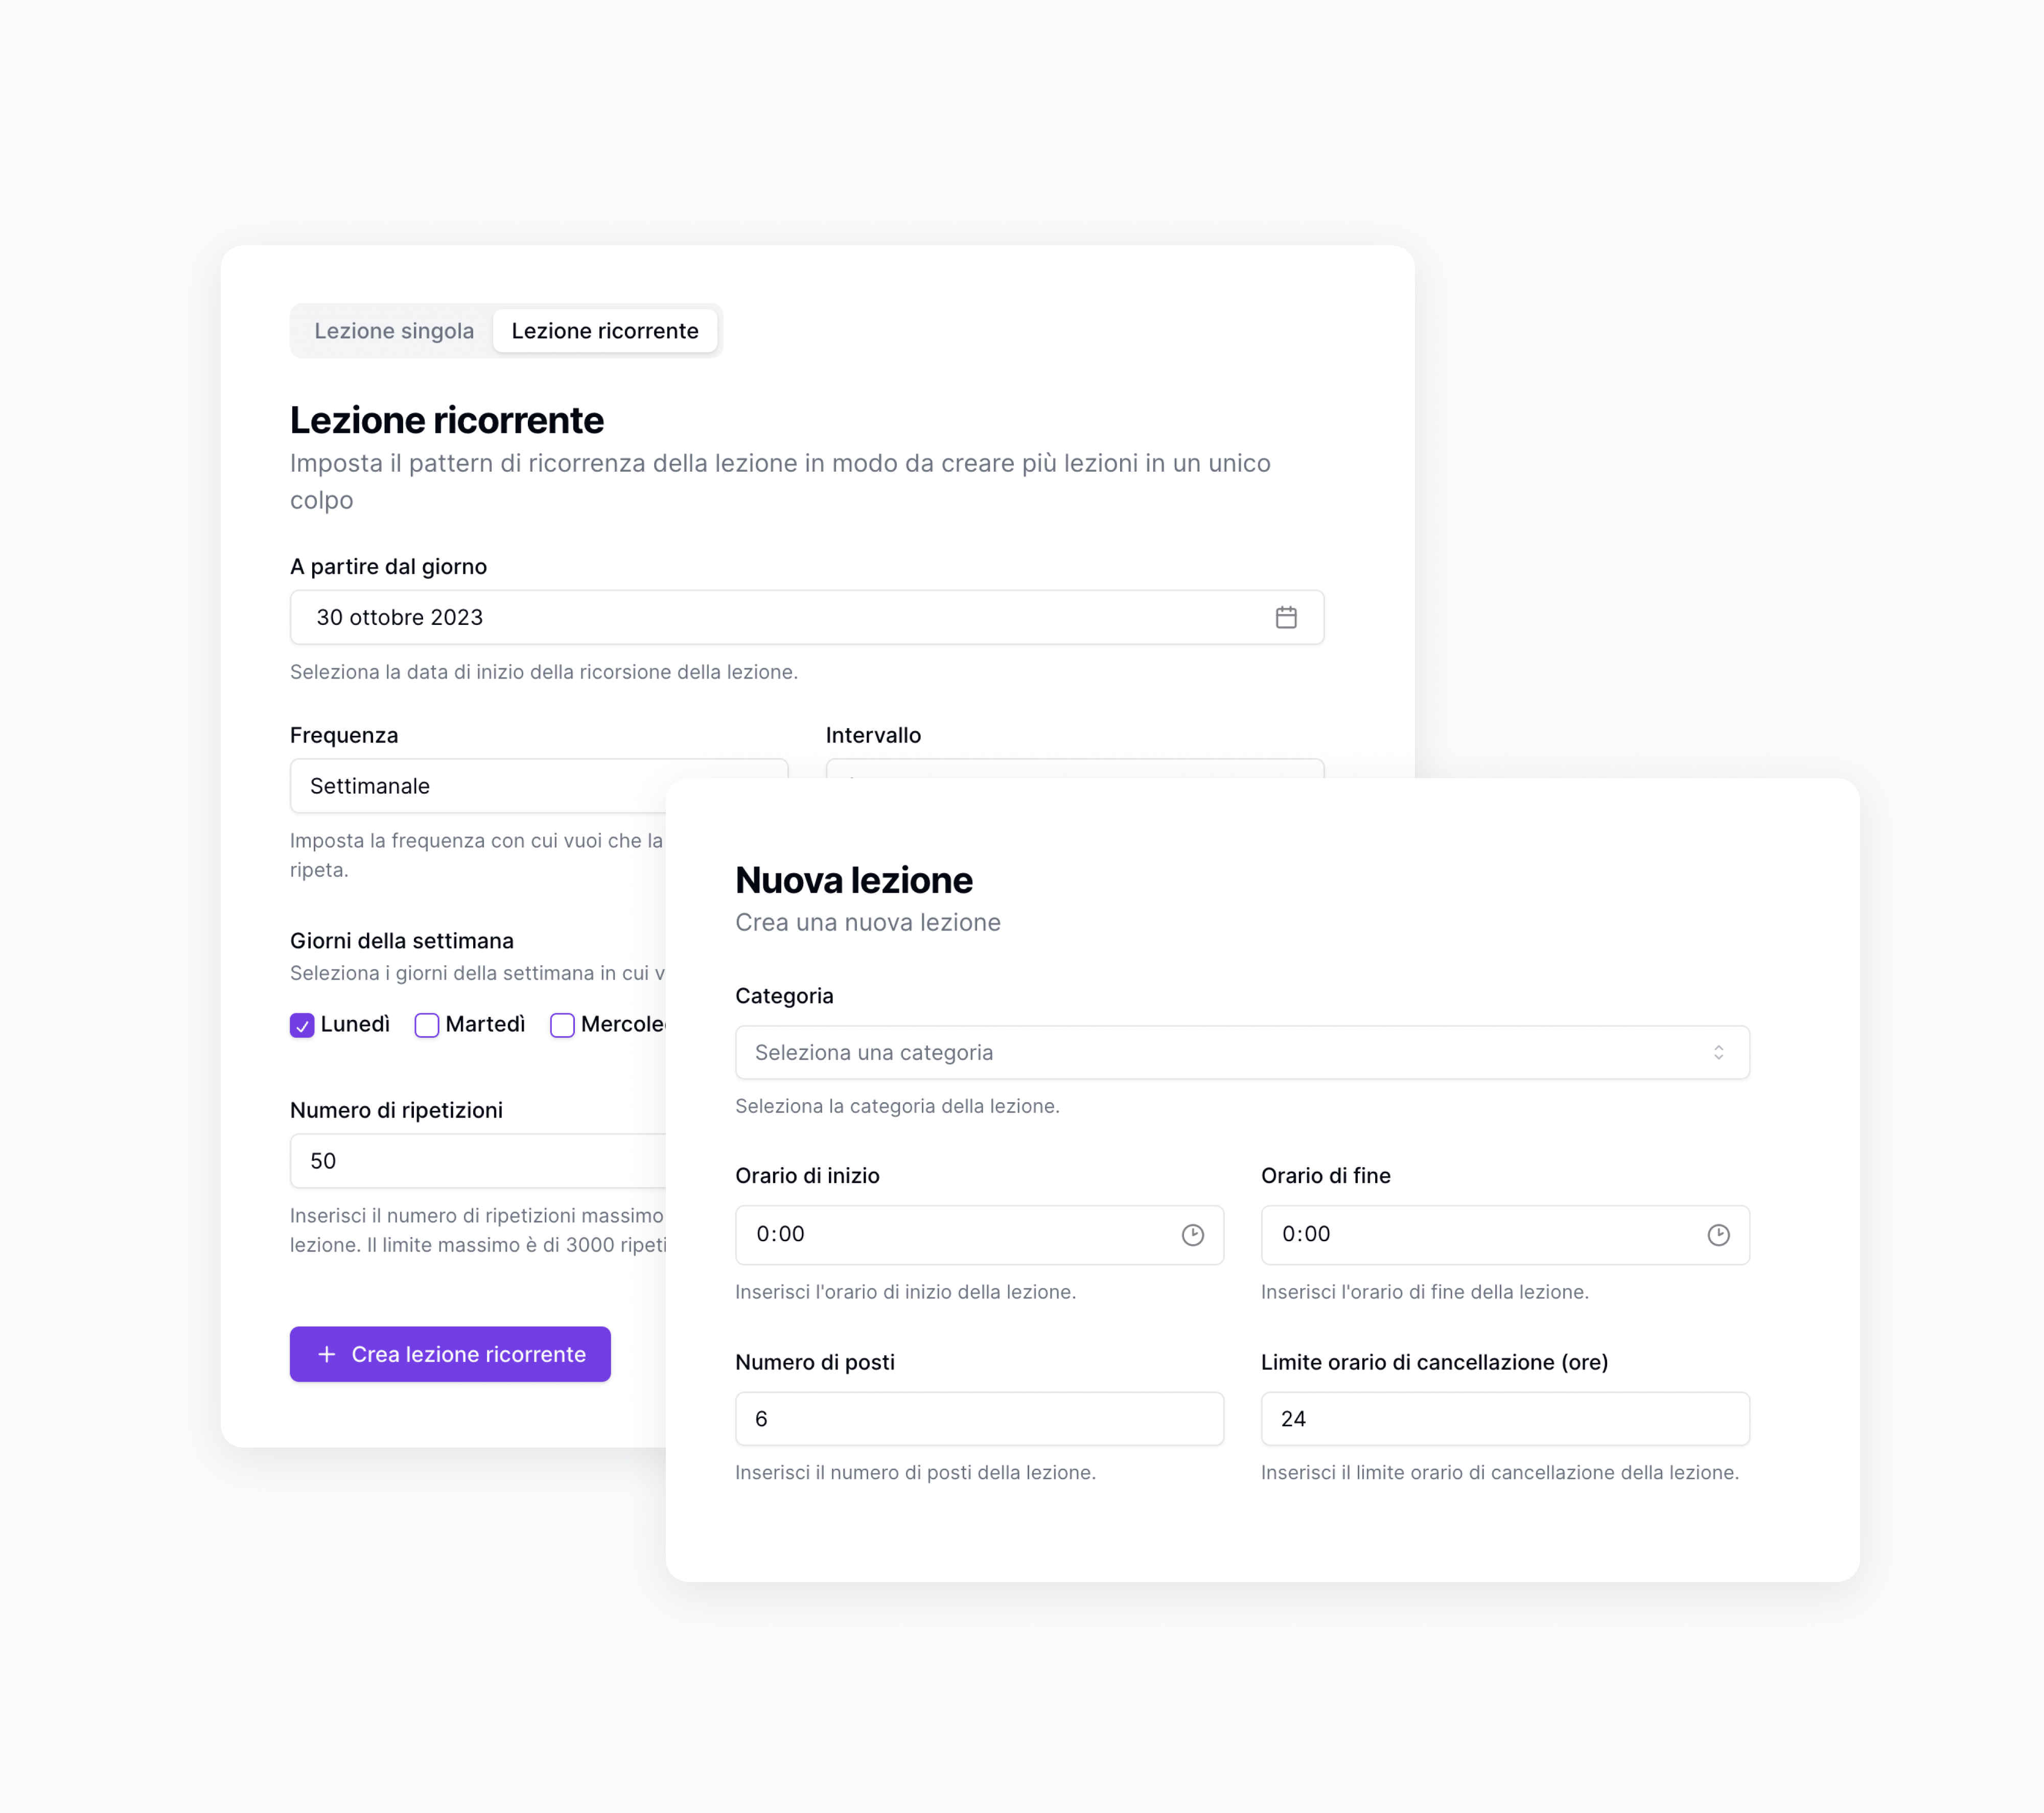 Lezione singola
Lezione ricorrente
Lezione ricorrente
Imposta il pattern di ricorrenza della lezione in modo da creare più lezioni in un unico
colpo
A partire dal giorno
30 ottobre 2023
Seleziona la data di inizio della ricorsione della lezione.
Frequenza
Intervallo
Settimanale
Imposta la frequenza con cui vuoi che la
ripeta.
Giorni della settimana
Seleziona i giorni della settimana in cui v
Lunedì
Martedì
Mercole
Numero di ripetizioni
50
Inserisci il numero di ripetizioni massimo
lezione. Il limite massimo è di 3000 ripeti
Crea lezione ricorrente
Nuova lezione
Crea una nuova lezione
Categoria
Seleziona una categoria
Seleziona la categoria della lezione.
Orario di inizio
Orario di fine
0:00
0:00
Inserisci l'orario di inizio della lezione.
Inserisci l'orario di fine della lezione.
Numero di posti
Limite orario di cancellazione (ore)
6
24
Inserisci il numero di posti della lezione.
Inserisci il limite orario di cancellazione della lezione.